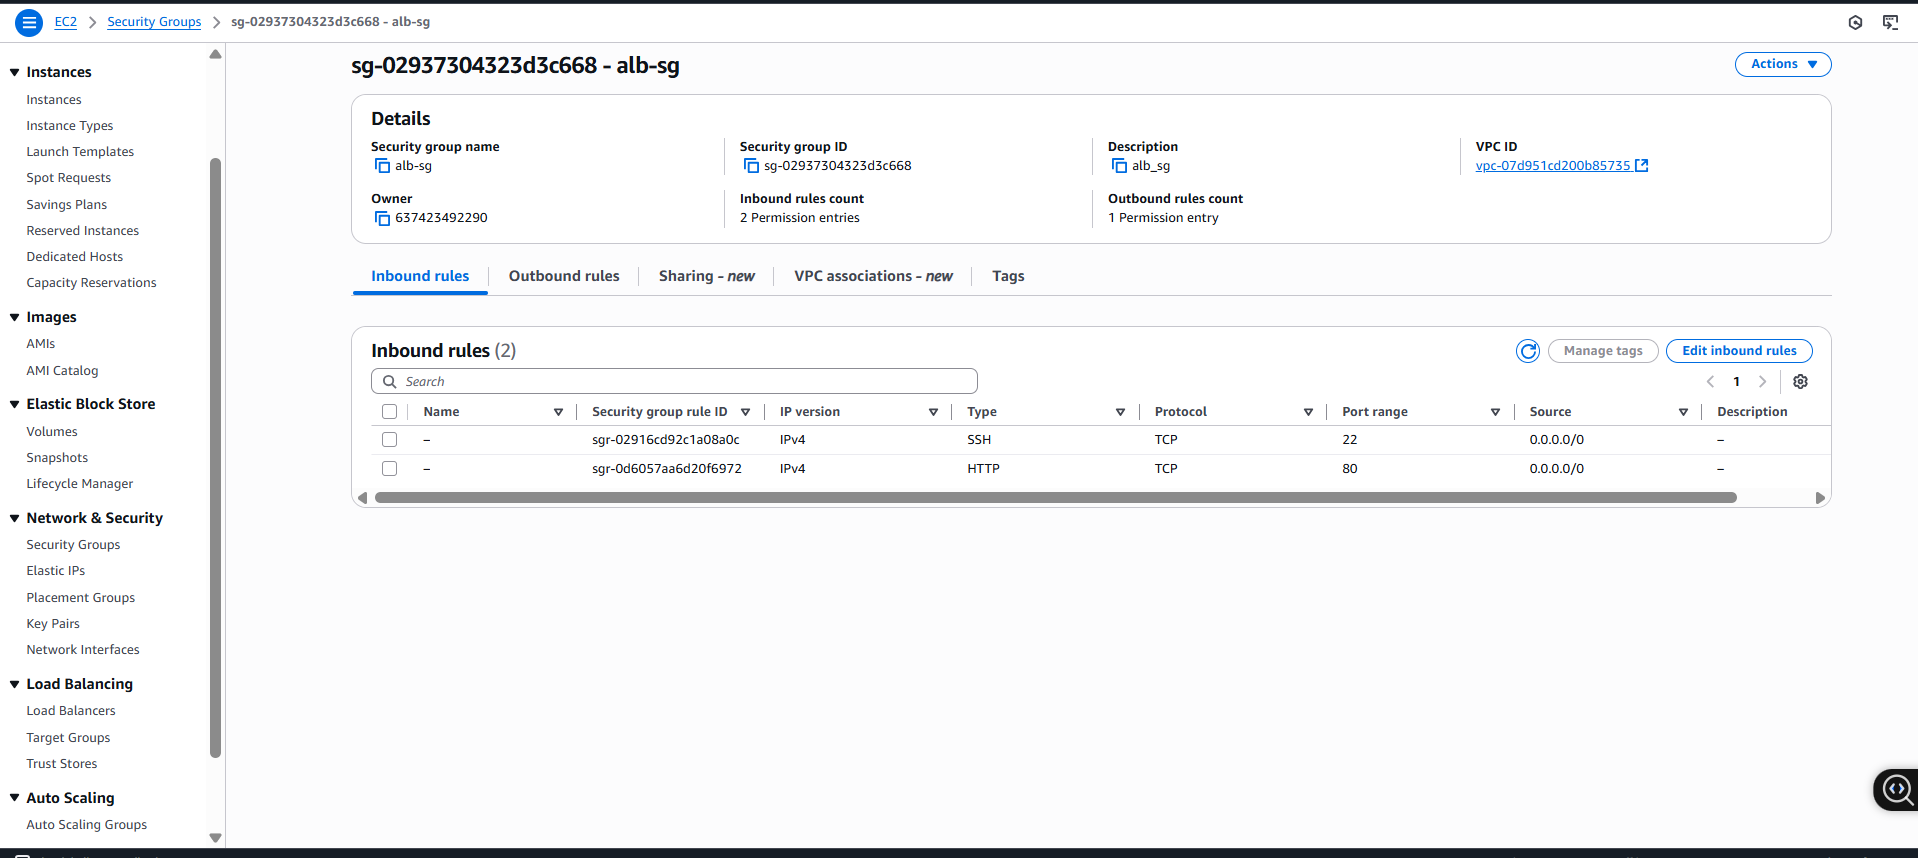 EC2 > Security Groups > sg-02937304323d3c668 - alb-sg
Instances
Instances
Instance Types
Launch Templates
Spot Requests
Savings Plans
Reserved Instances
Dedicated Hosts
Capacity Reservations
Images
AMIs
AMI Catalog
Elastic Block Store
Volumes
Snapshots
Lifecycle Manager
Network & Security
Security Groups
Elastic IPs
Placement Groups
Key Pairs
Network Interfaces
Load Balancing
Load Balancers
Target Groups
Trust Stores
Auto Scaling
Auto Scaling Groups
sg-02937304323d3c668 - alb-sg
Actions
Details
Security group name
alb-sg
Security group ID
sg-02937304323d3c668
Description
alb_sg
VPC ID
vpc-07d951cd200b85735
Owner
637423492290
Inbound rules count
2 Permission entries
Outbound rules count
1 Permission entry
Inbound rules Outbound rules Sharing - new VPC associations - new Tags
Inbound rules (2)
Manage tags
Edit inbound rules
Search
1
Name Security group rule ID IP version Type Protocol Port range Source Description
– sgr-02916cd92c1a08a0c IPv4 SSH TCP 22 0.0.0.0/0 –
– sgr-0d6057aa6d20f6972 IPv4 HTTP TCP 80 0.0.0.0/0 –